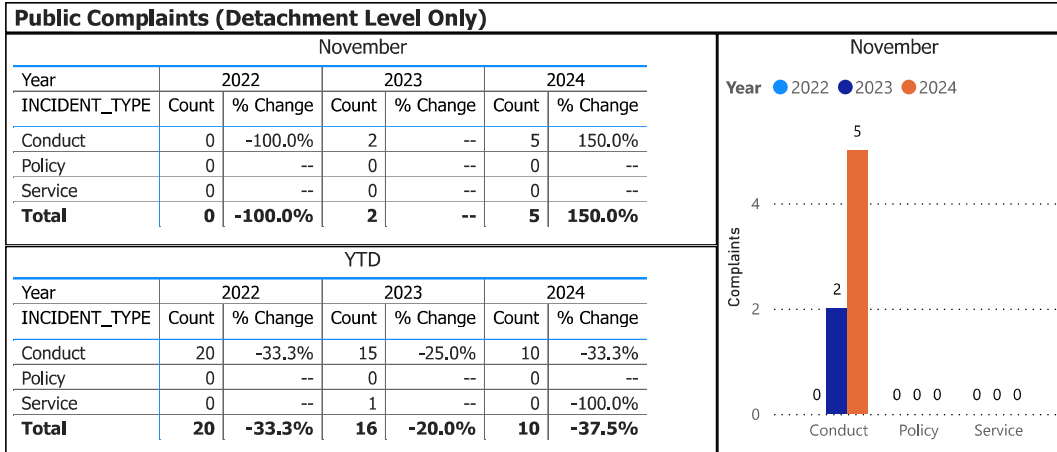 Public Complaints (Detachment Level Only)
November
Year 2022 2023 2024
INCIDENT_TYPE Count % Change Count % Change Count % Change
Conduct 0 -100.0% 2 -- 5 150.0%
Policy 0 -- 0 -- 0 --
Service 0 -- 0 -- 0 --
Total 0 -100.0% 2 -- 5 150.0%
YTD
Year 2022 2023 2024
INCIDENT_TYPE Count % Change Count % Change Count % Change
Conduct 20 -33.3% 15 -25.0% 10 -33.3%
Policy 0 -- 0 -- 0 --
Service 0 -- 1 -- 0 -100.0%
Total 20 -33.3% 16 -20.0% 10 -37.5%
November
Year 2022 2023 2024
Complaints
4
2
0
0 2 5
0 0 0
0 0 0
Conduct Policy Service